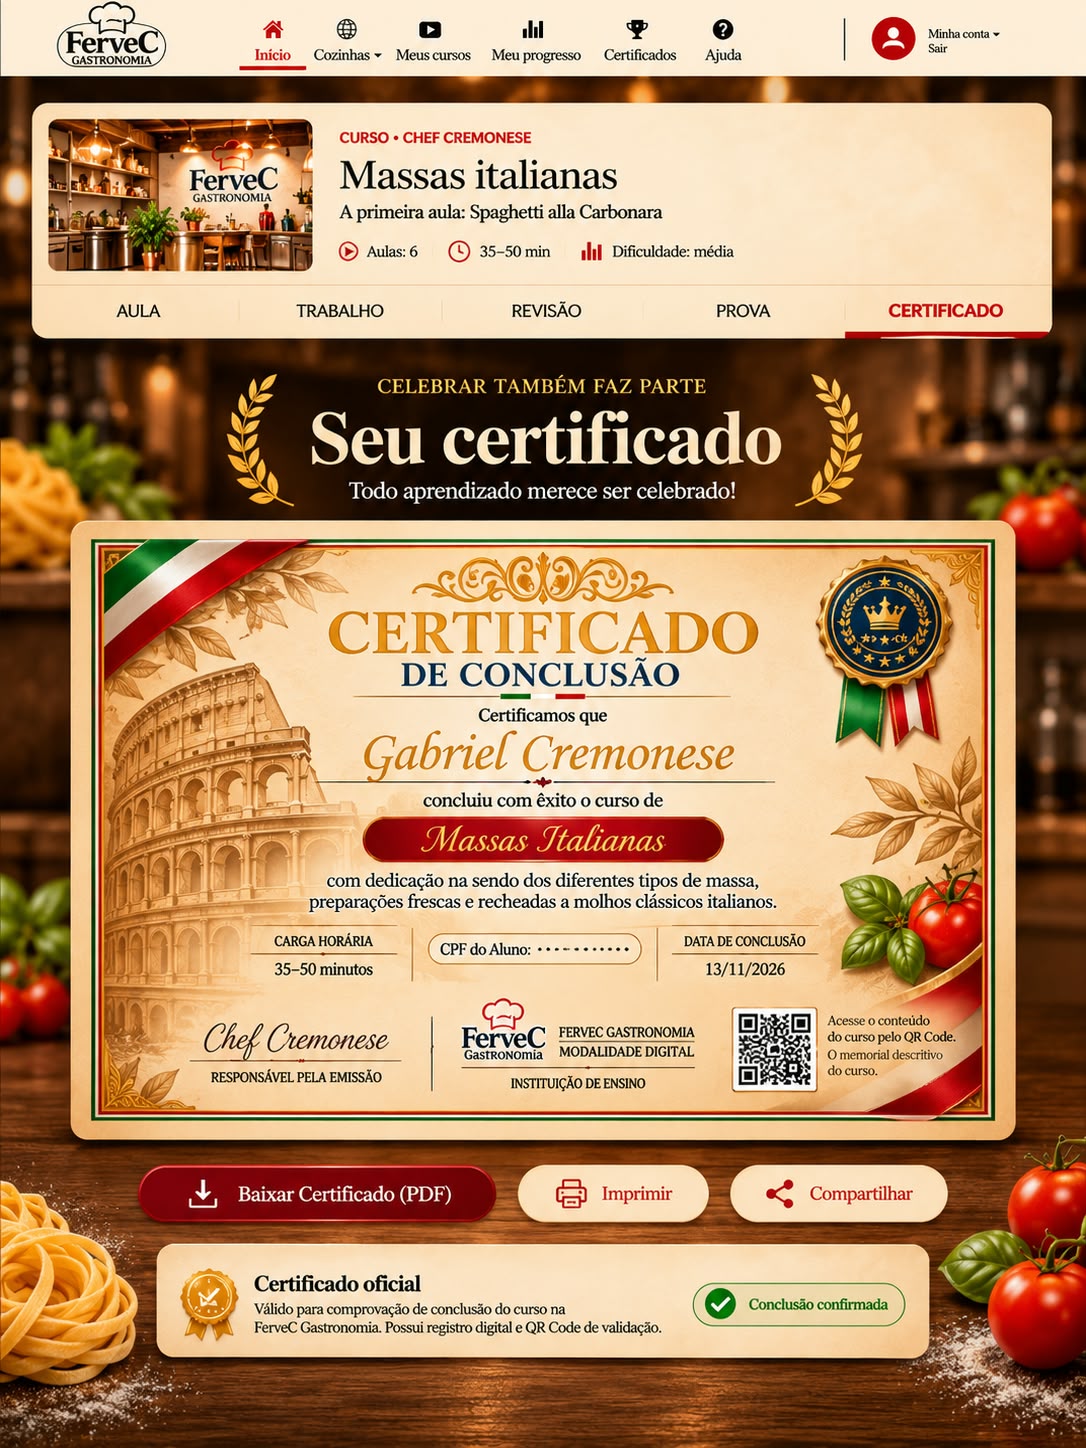 FerveC
GASTRONOMIA
Início
Cozinhas
Meus cursos
Meu progresso
Certificados
Ajuda
Minha conta
Sair
FerveC
GASTRONOMIA
CURSO • CHEF CREMONESE
Massas italianas
A primeira aula: Spaghetti alla Carbonara
Aulas: 6
35–50 min
Dificuldade: média
AULA
TRABALHO
REVISÃO
PROVA
CERTIFICADO
CELEBRAR TAMBÉM FAZ PARTE
Seu certificado
Todo aprendizado merece ser celebrado!
CERTIFICADO
DE CONCLUSÃO
Certificamos que
Gabriel Cremonese
concluiu com êxito o curso de
Massas Italianas
com dedicação na sendo dos diferentes tipos de massa,
preparações frescas e recheadas a molhos clássicos italianos.
CARGA HORÁRIA
35–50 minutos
CPF do Aluno: •••••••••••
DATA DE CONCLUSÃO
13/11/2026
Chef Cremonese
RESPONSÁVEL PELA EMISSÃO
FerveC
GASTRONOMIA
FERVEC GASTRONOMIA
MODALIDADE DIGITAL
INSTITUIÇÃO DE ENSINO
Acesse o conteúdo
do curso pelo QR Code.
O memorial descritivo
do curso.
Baixar Certificado (PDF)
Imprimir
Compartilhar
Certificado oficial
Válido para comprovação de conclusão do curso na
FerveC Gastronomia. Possui registro digital e QR Code de validação.
Conclusão confirmada